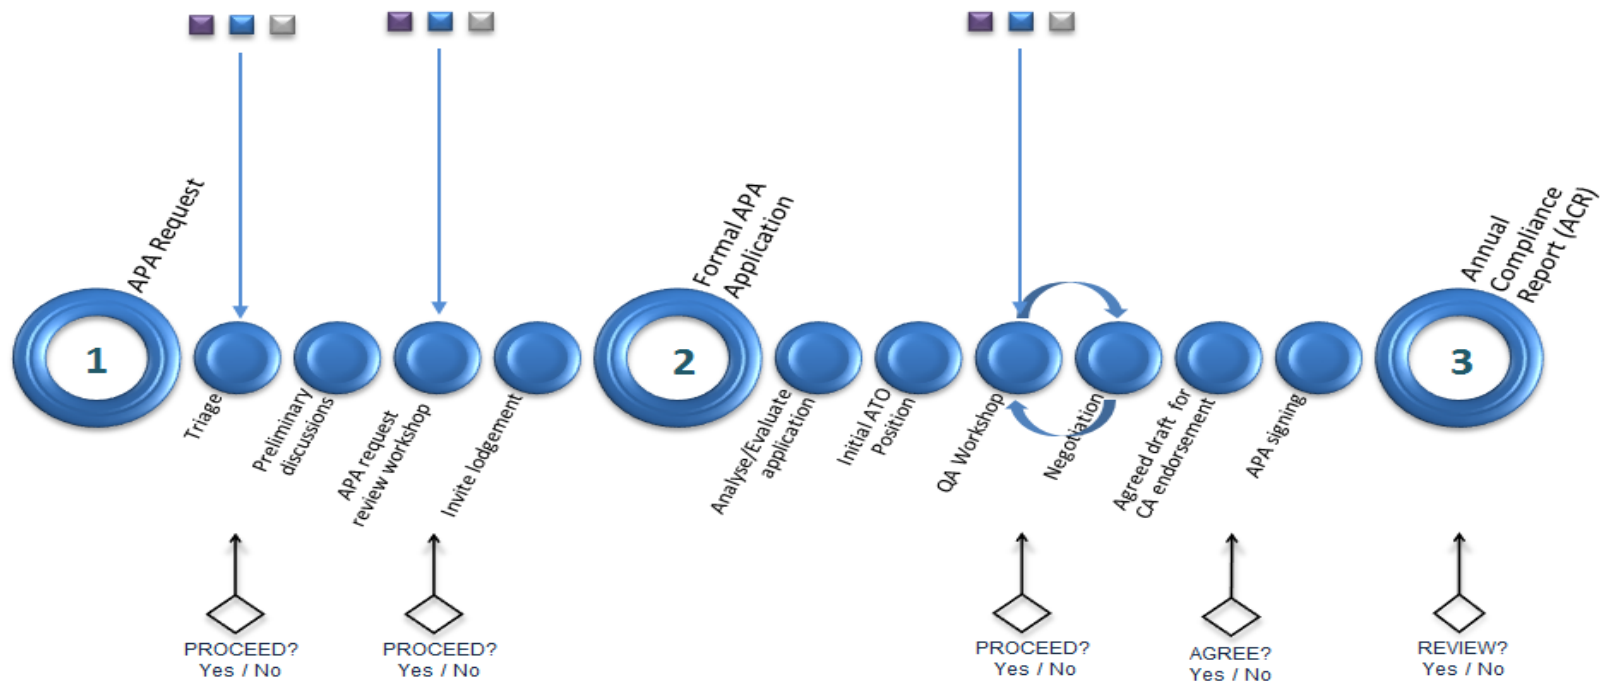 APA Request
Formal APA
Application
Annual
Compliance
Report (ACR)
1
2
3
Triage
Preliminary
discussions
APA request
review workshop
Invite lodgement
Analyse/Evaluate
application
Initial ATO
Position
QA Workshop
Negotiation
Agreed draft for
CA endorsement
APA signing
PROCEED?
Yes / No
PROCEED?
Yes / No
PROCEED?
Yes / No
AGREE?
Yes / No
REVIEW?
Yes / No